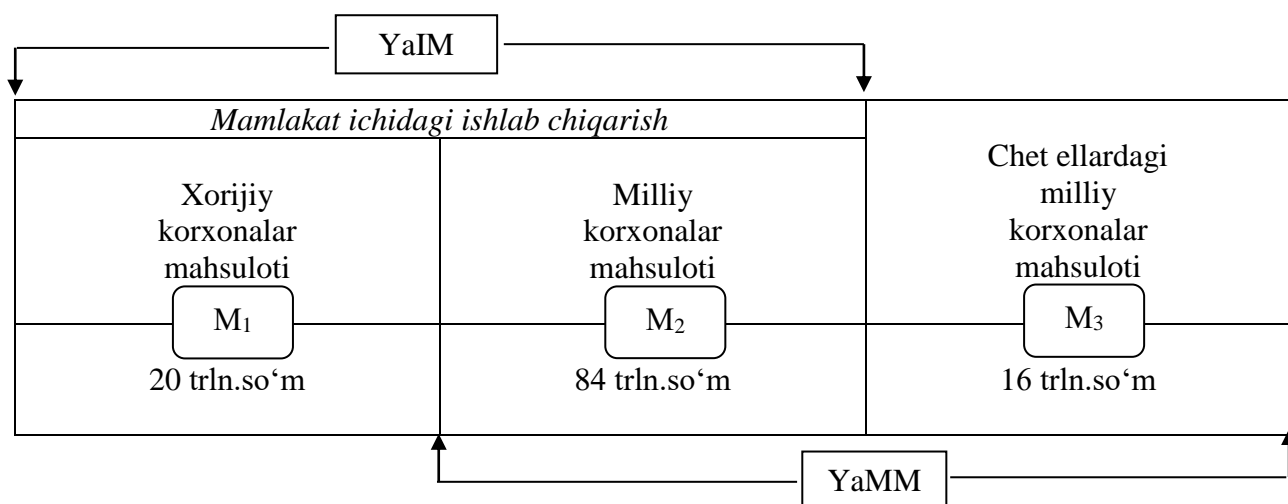 YaIM
Mamlakat ichidagi ishlab chiqarish
Xorijiy
korxonalar
mahsuloti
M₁
20 trln.so‘m
Milliy
korxonalar
mahsuloti
M₂
84 trln.so‘m
Chet ellardagi
milliy
korxonalar
mahsuloti
M₃
16 trln.so‘m
YaMM